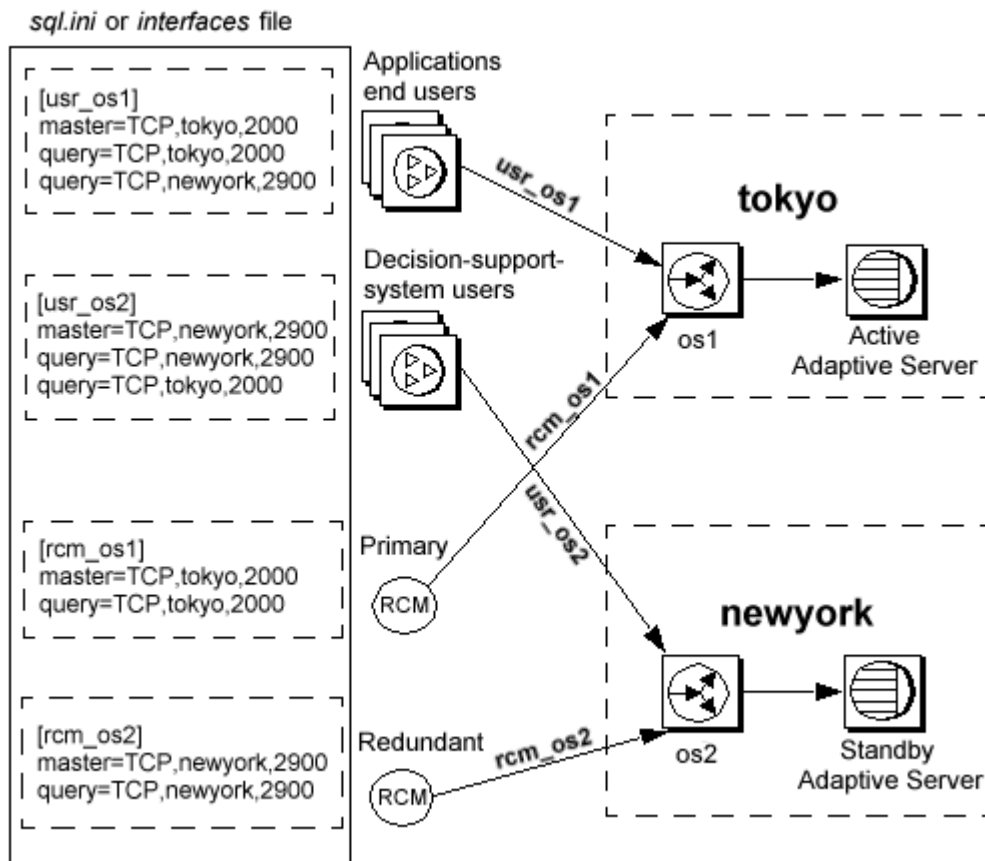 sql.ini or interfaces file
[usr_os1]
master=TCP,tokyo,2000
query=TCP,tokyo,2000
query=TCP,newyork,2900
[usr_os2]
master=TCP,newyork,2900
query=TCP,newyork,2900
query=TCP,tokyo,2000
[rcm_os1]
master=TCP,tokyo,2000
query=TCP,tokyo,2000
[rcm_os2]
master=TCP,newyork,2900
query=TCP,newyork,2900
Applications
end users
Decision-support-
system users
Primary
RCM
Redundant
RCM
usr_os1
rcm_os1
usr_os2
rcm_os2
tokyo
os1
Active
Adaptive Server
newyork
os2
Standby
Adaptive Server